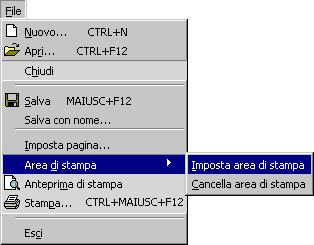 File
Nuovo... CTRL+N
Apri... CTRL+F12
Chiudi
Salva MAIUSC+F12
Salva con nome...
Imposta pagina...
Area di stampa
Imposta area di stampa
Anteprima di stampa
Cancella area di stampa
Stampa... CTRL+MAIUSC+F12
Esci